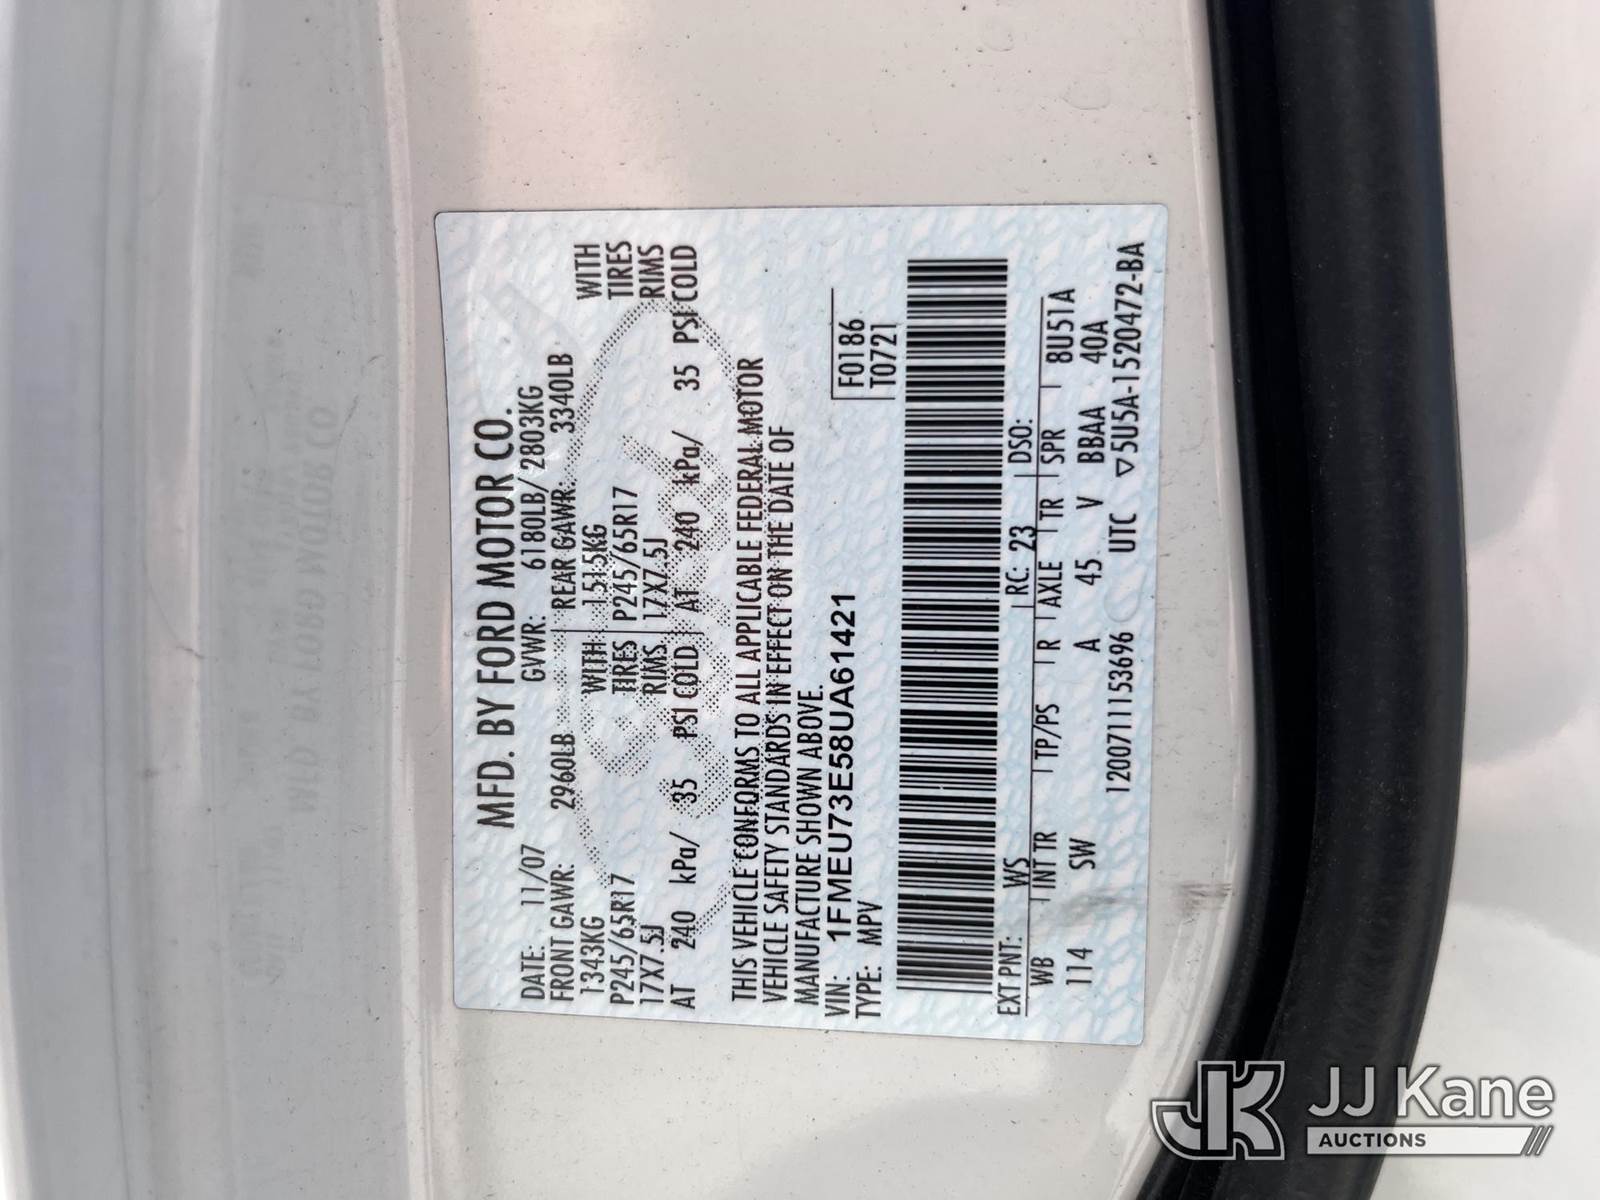 MFD. BY FORD MOTOR CO.
DATE: 11/07 GVWR: 6180LB/ 2803KG
FRONT GAWR: 2960LB REAR GAWR: 3340LB
1343KG WITH 1515KG WITH
P245/65R17 TIRES P245/65R17 TIRES
17X7.5J RIMS 17X7.5J RIMS
AT 240 kPa/ 35 PSI COLD AT 240 kPa/ 35 PSI COLD
THIS VEHICLE CONFORMS TO ALL APPLICABLE FEDERAL MOTOR
VEHICLE SAFETY STANDARDS IN EFFECT ON THE DATE OF
MANUFACTURE SHOWN ABOVE.
VIN: 1FMEU73E58UA61421 F0186
TYPE: MPV T0721
EXT PNT: WS RC: 23 DSO:
WB INT TR TP/PS R AXLE TR SPR 8U51A
114 SW A 45 V BBAA 40A
120071115​3696 UTC ▽5U5A-1520472-BA
JK JJ Kane
AUCTIONS